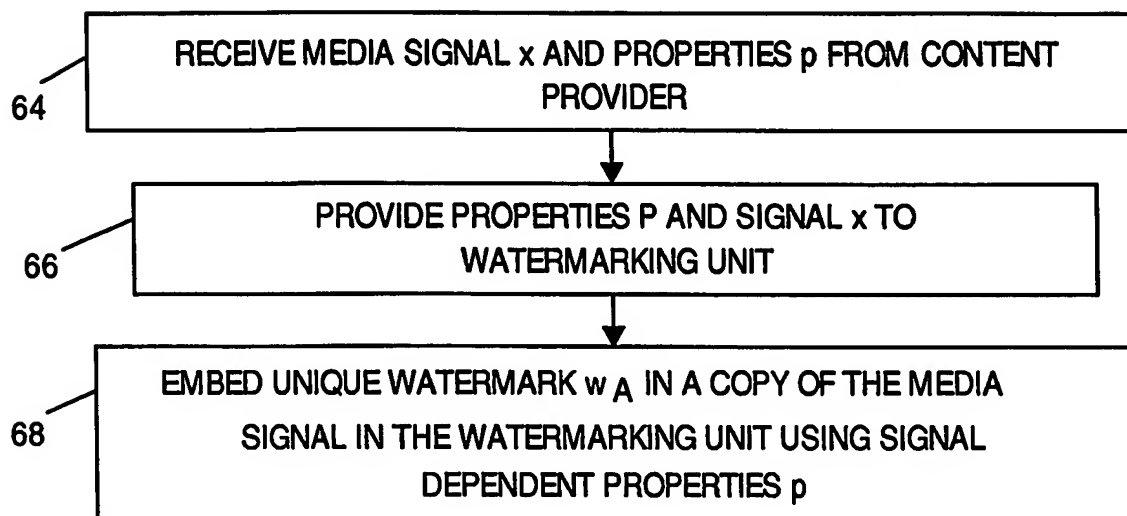 RECEIVE MEDIA SIGNAL x AND PROPERTIES p FROM CONTENT
PROVIDER
64
PROVIDE PROPERTIES P AND SIGNAL x TO
WATERMARKING UNIT
66
EMBED UNIQUE WATERMARK w A IN A COPY OF THE MEDIA
SIGNAL IN THE WATERMARKING UNIT USING SIGNAL
DEPENDENT PROPERTIES p
68